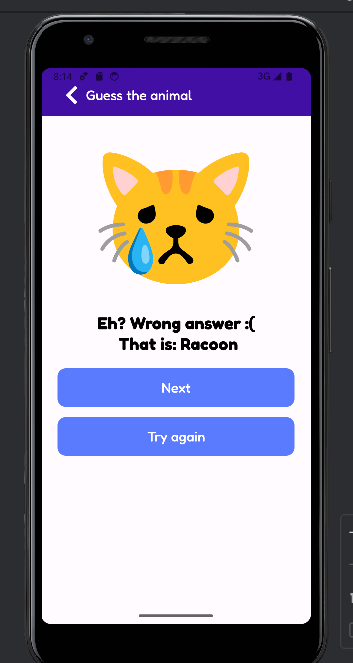 8:14
3G
Guess the animal
Eh? Wrong answer :(
That is: Racoon
Next
Try again